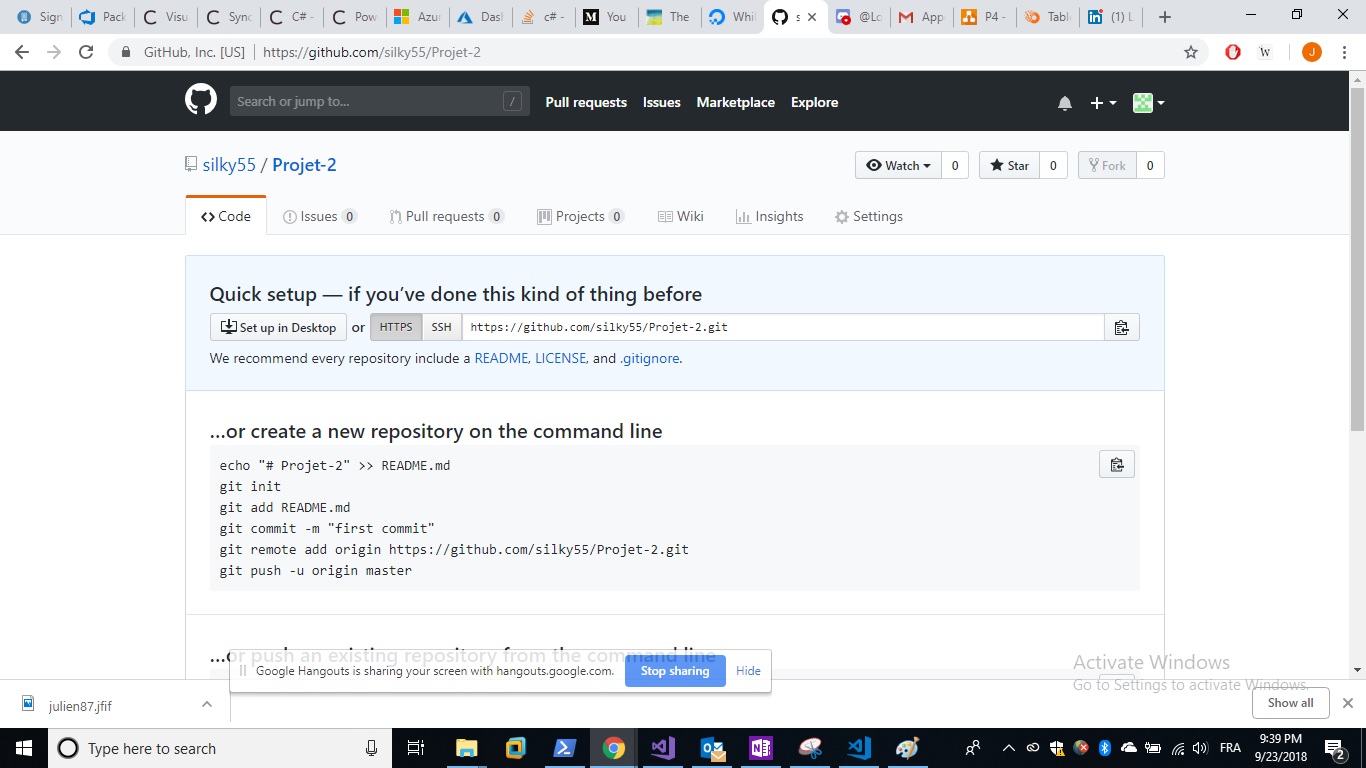 Sign
Pack
Visu
Sync
C# -
Pow
Azur
Dash
c# -
You
The
Whi
s
@Lo
App
P4 -
Tabl
(1) L
GitHub, Inc. [US] | https://github.com/silky55/Projet-2
Search or jump to... /
Pull requests Issues Marketplace Explore
silky55 / Projet-2
Watch 0 Star 0 Fork 0
Code Issues 0 Pull requests 0 Projects 0 Wiki Insights Settings
Quick setup — if you've done this kind of thing before
Set up in Desktop or HTTPS SSH https://github.com/silky55/Projet-2.git
We recommend every repository include a README, LICENSE, and .gitignore.
...or create a new repository on the command line
echo "# Projet-2" >> README.md
git init
git add README.md
git commit -m "first commit"
git remote add origin https://github.com/silky55/Projet-2.git
git push -u origin master
...or push an existing repository from the command line
Google Hangouts is sharing your screen with hangouts.google.com. Stop sharing Hide
Activate Windows
Go to Settings to activate Windows.
julien87.jfif
Show all
Type here to search
FRA
9:39 PM
9/23/2018
2